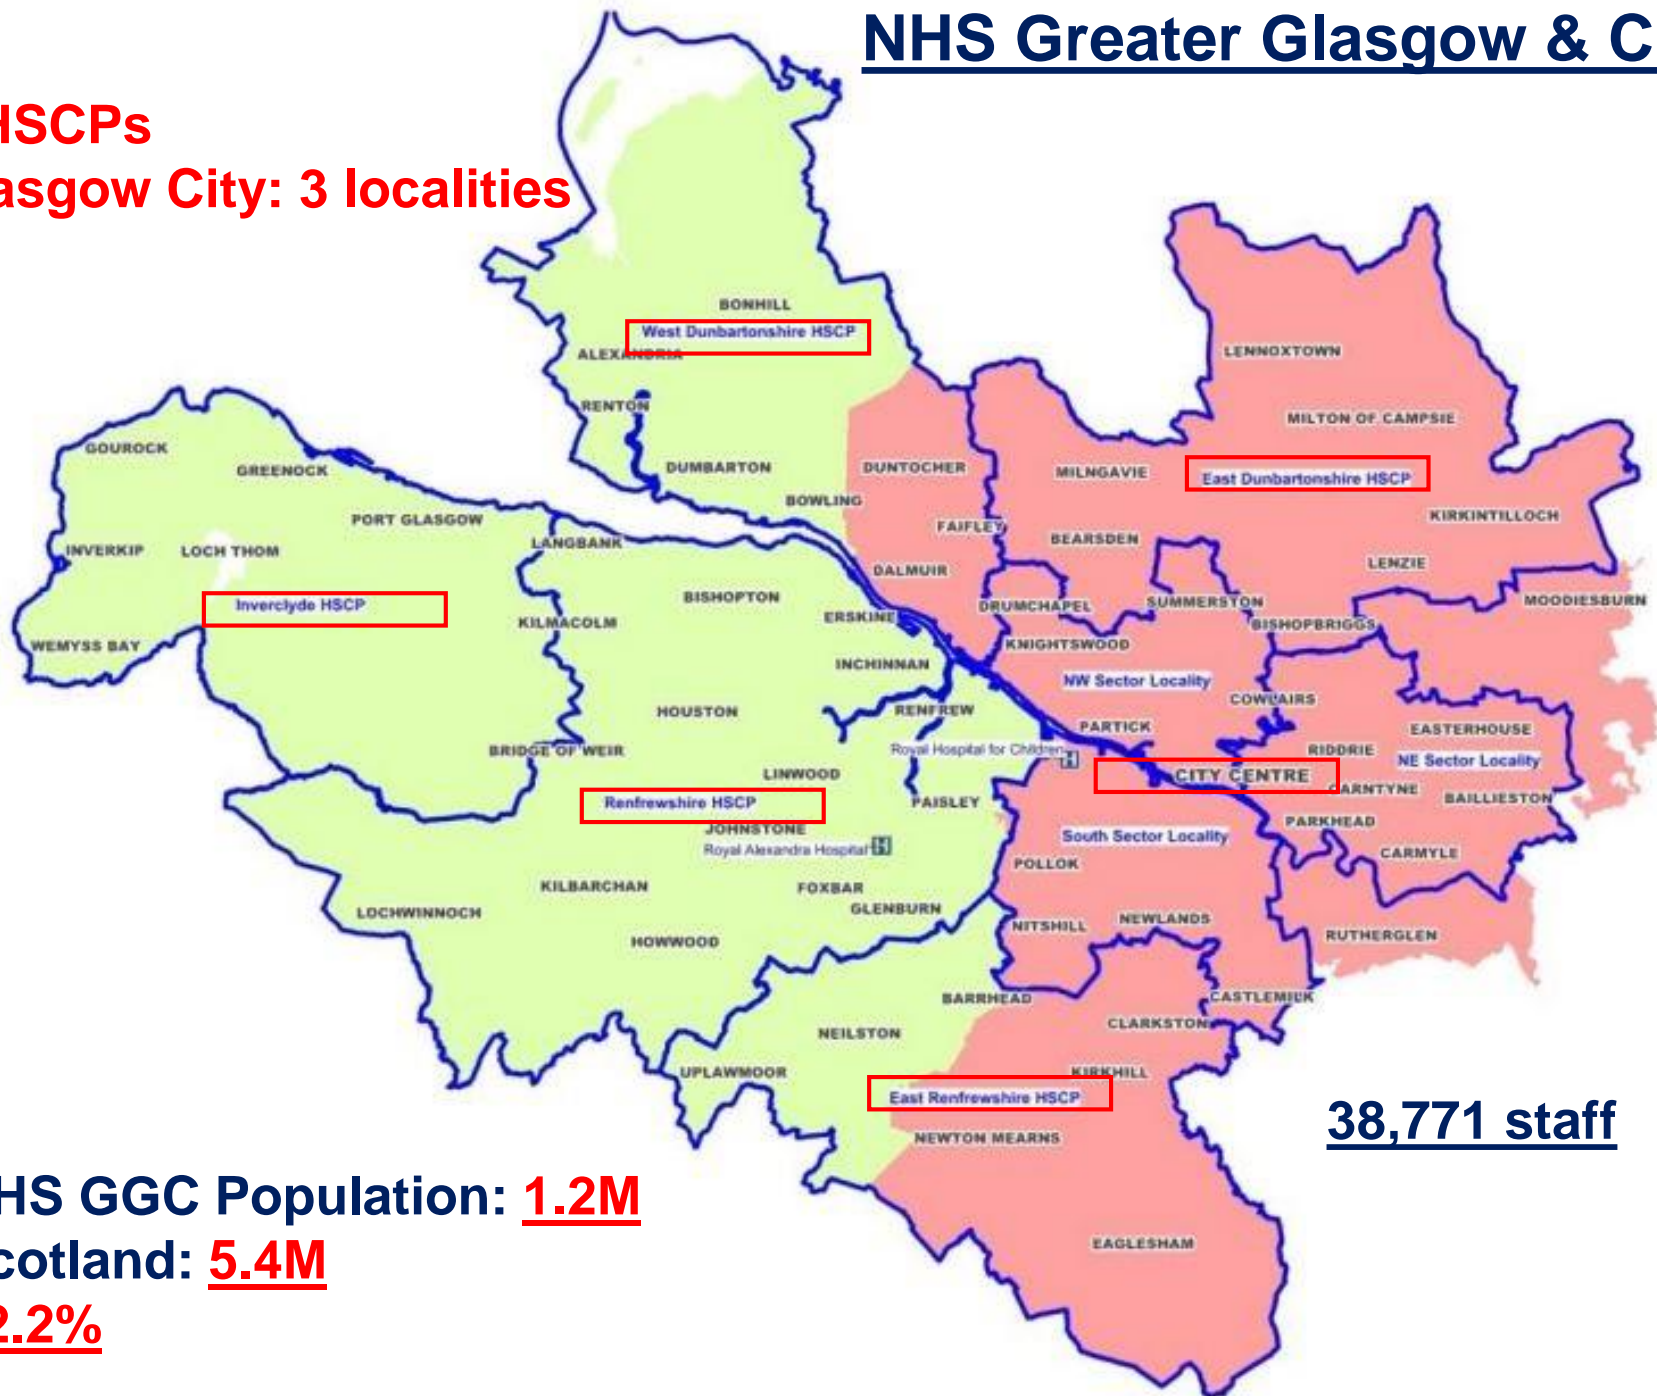 NHS Greater Glasgow & C
HSCPs
asgow City: 3 localities
BONHILL
West Dunbartonshire HSCP
ALEXANDRIA
RENTON
LENNOXTOWN
MILTON OF CAMPSIE
GOUROCK
GREENOCK
DUMBARTON
DUNTOCHER
MILNGAVIE
East Dunbartonshire HSCP
BOWLING
PORT GLASGOW
FAIFLEY
KIRKINTILLOCH
INVERKIP
LOCH THOM
LANGBANK
BEARSDEN
DALMUIR
LENZIE
Inverclyde HSCP
BISHOPTON
DRUMCHAPEL
SUMMERSTON
MOODIESBURN
KILMACOLM
ERSKINE
BISHOPBRIGGS
WEMYSS BAY
KNIGHTSWOOD
INCHINNAN
NW Sector Locality
COWLAIRS
HOUSTON
RENFREW
PARTICK
EASTERHOUSE
BRIDGE OF WEIR
Royal Hospital for Children
H
RIDDRIE
NE Sector Locality
LINWOOD
CITY CENTRE
CARNTYNE
Renfrewshire HSCP
PAISLEY
BAILLIESTON
JOHNSTONE
PARKHEAD
South Sector Locality
Royal Alexandra Hospital
H
CARMYLE
POLLOK
KILBARCHAN
FOXBAR
LOCHWINNOCH
GLENBURN
NITSHILL
NEWLANDS
HOWWOOD
RUTHERGLEN
BARRHEAD
CASTLEMILK
NEILSTON
CLARKSTON
UPLAWMOOR
KIRKHILL
East Renfrewshire HSCP
NEWTON MEARNS
38,771 staff
HS GGC Population: 1.2M
EAGLESHAM
cotland: 5.4M
2.2%